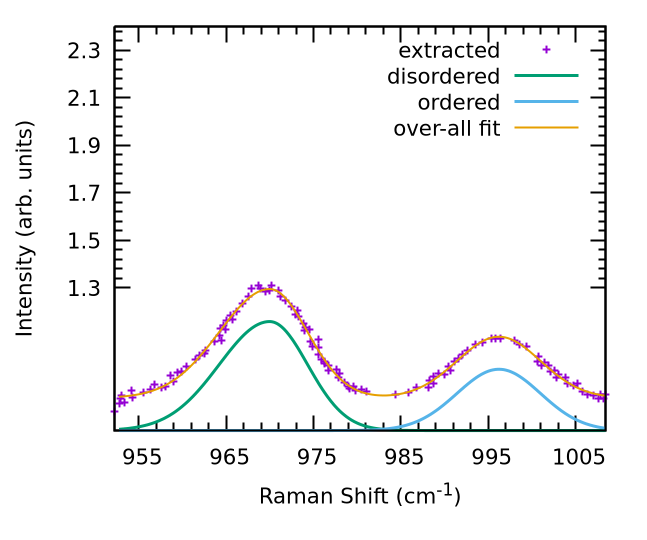 extracted
disordered
ordered
over-all fit
2.3
2.1
1.9
1.7
1.5
1.3
Intensity (arb. units)
955 965 975 985 995 1005
Raman Shift (cm⁻¹)